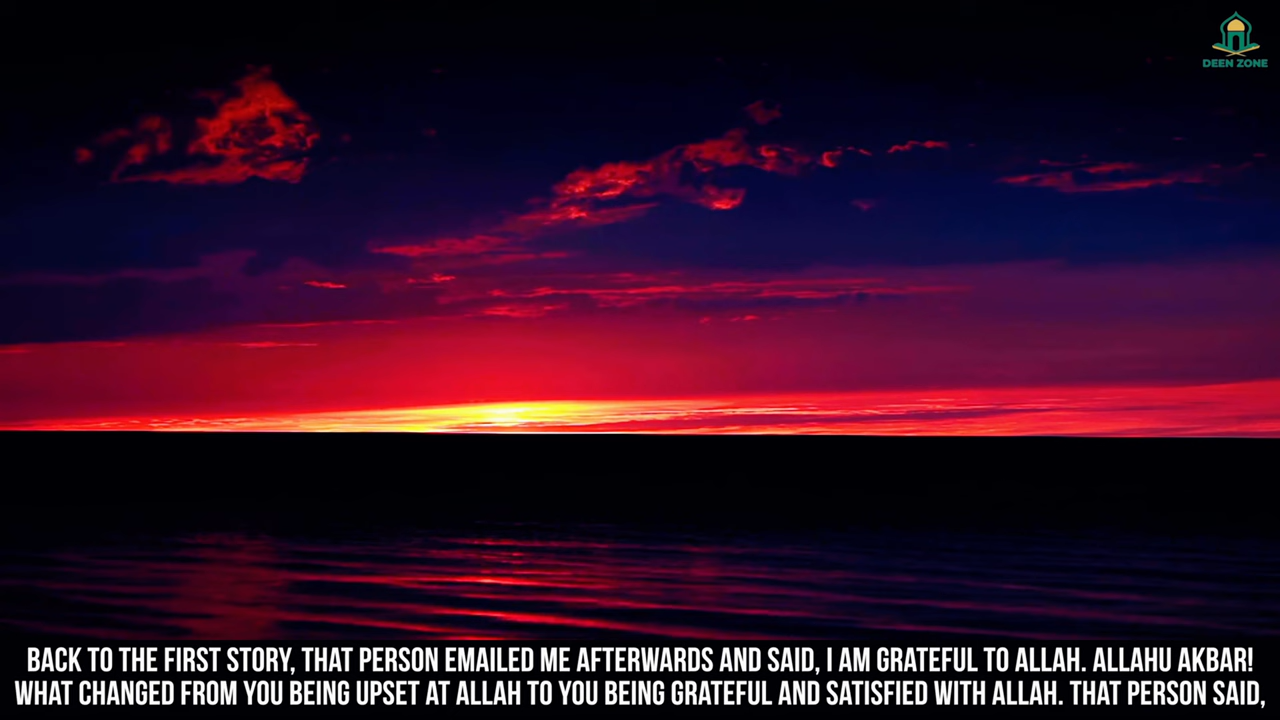 DEEN ZONE
BACK TO THE FIRST STORY, THAT PERSON EMAILED ME AFTERWARDS AND SAID, I AM GRATEFUL TO ALLAH. ALLAHU AKBAR!
WHAT CHANGED FROM YOU BEING UPSET AT ALLAH TO YOU BEING GRATEFUL AND SATISFIED WITH ALLAH. THAT PERSON SAID,